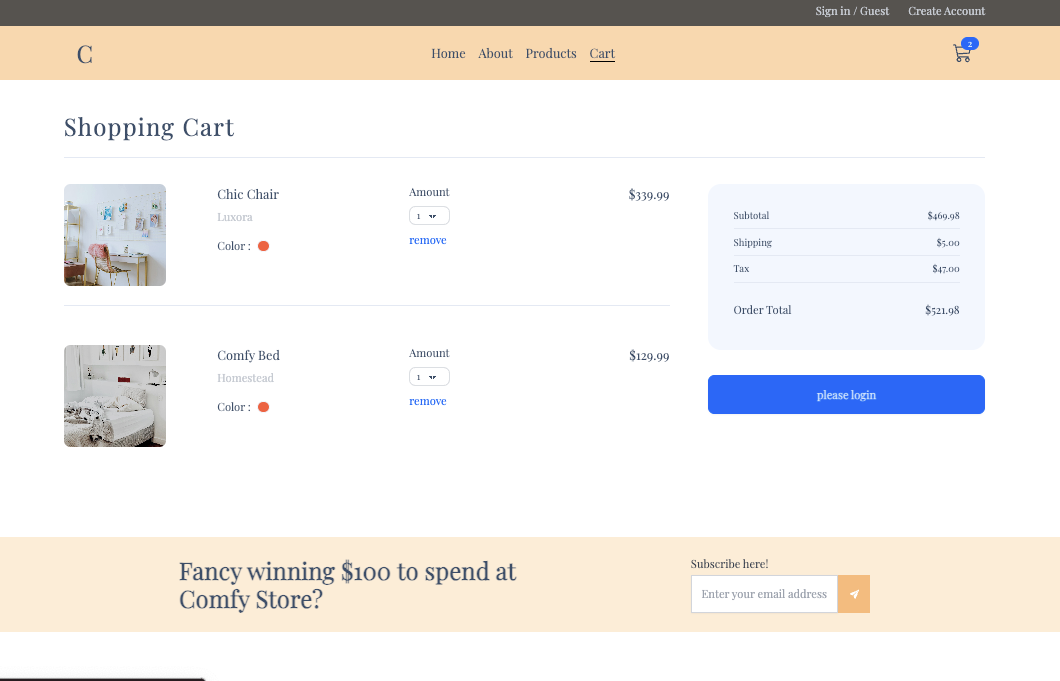 Sign in / Guest Create Account
C
Home About Products Cart
2
Shopping Cart
Chic Chair
Luxora
Color :
Amount
1
remove
$339.99
Comfy Bed
Homestead
Color :
Amount
1
remove
$129.99
Subtotal $469.98
Shipping $5.00
Tax $47.00
Order Total $521.98
please login
Fancy winning $100 to spend at
Comfy Store?
Subscribe here!
Enter your email address